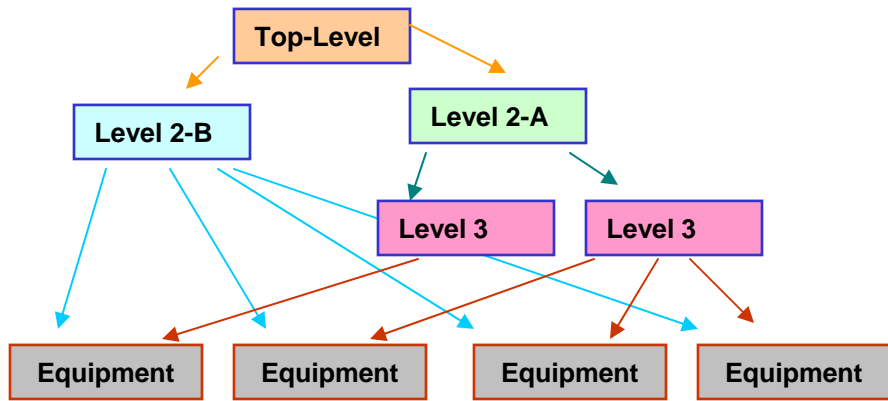 Top-Level
Level 2-B
Level 2-A
Level 3
Level 3
Equipment
Equipment
Equipment
Equipment